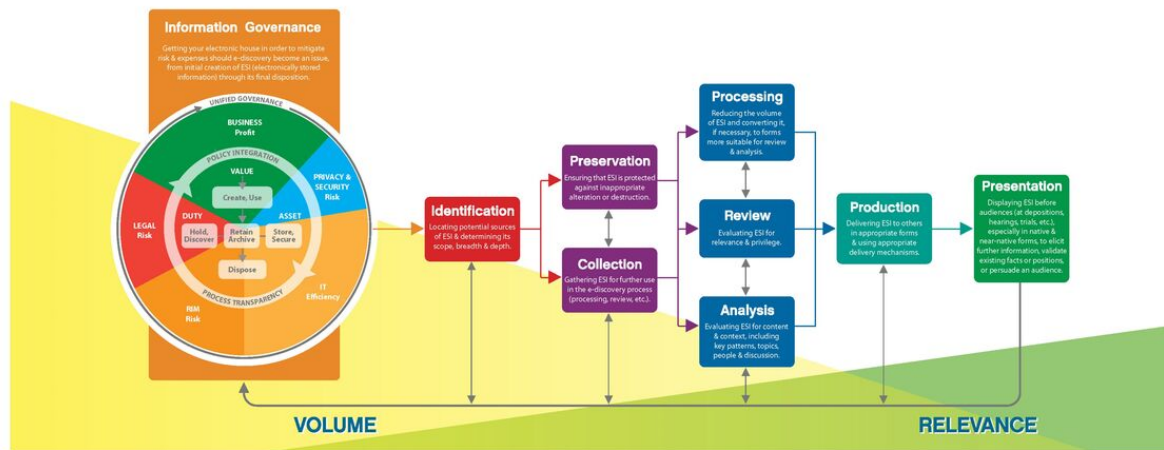 Information Governance
Getting your electronic house in order to mitigate
risk & expenses should e-discovery become an issue,
from initial creation of ESI (electronically stored
information) through its final disposition.
UNIFIED GOVERNANCE
BUSINESS
Profit
POLICY INTEGRATION
VALUE
Create, Use
PRIVACY &
SECURITY
Risk
LEGAL
Risk
DUTY
Hold,
Discover
Retain
Archive
ASSET
Store,
Secure
Dispose
PROCESS TRANSPARENCY
RIM
Risk
IT
Efficiency
Identification
Locating potential sources
of ESI & determining its
scope, breadth & depth.
Preservation
Ensuring that ESI is protected
against inappropriate
alteration or destruction.
Collection
Gathering ESI for further use
in the e-discovery process
(processing, review, etc.).
Processing
Reducing the volume
of ESI and converting it,
if necessary, to forms
more suitable for review
& analysis.
Review
Evaluating ESI for
relevance & privilege.
Analysis
Evaluating ESI for content
& context, including
key patterns, topics,
people & discussion.
Production
Delivering ESI to others
in appropriate forms
& using appropriate
delivery mechanisms.
Presentation
Displaying ESI before
audiences (at depositions,
hearings, trials, etc.),
especially in native &
near-native forms, to elicit
further information, validate
existing facts or positions,
or persuade an audience.
VOLUME
RELEVANCE